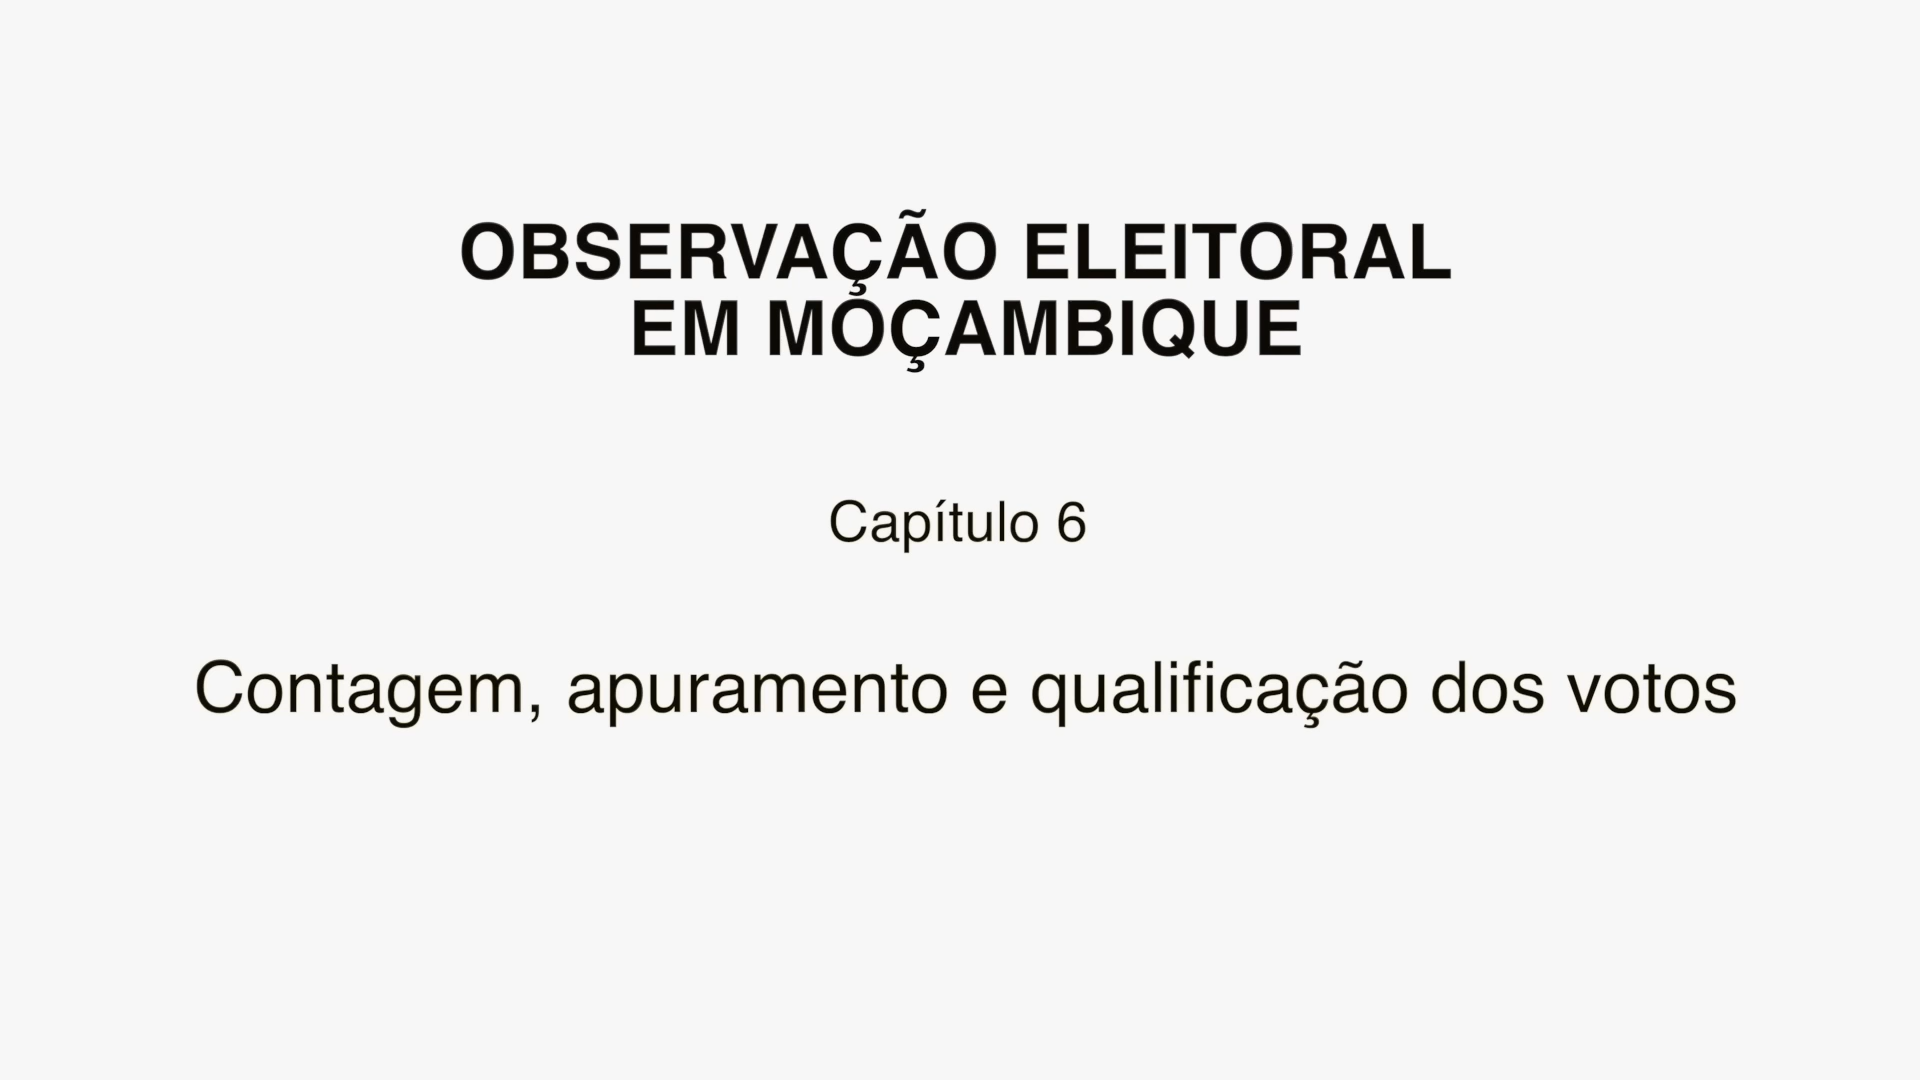 OBSERVAÇÃO ELEITORAL
EM MOÇAMBIQUE
Capítulo 6
Contagem, apuramento e qualificação dos votos